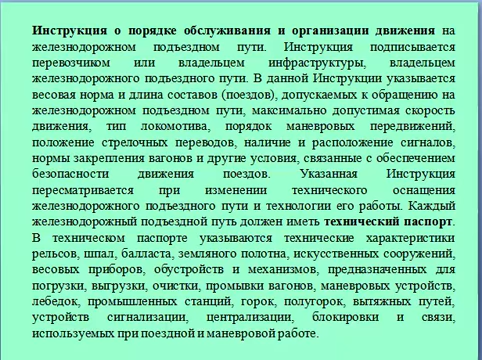 Инструкция о порядке обслуживания и организации движения на
железнодорожном подъездном пути. Инструкция подписывается
перевозчиком или владельцем инфраструктуры, владельцем
железнодорожного подъездного пути. В данной Инструкции указывается
весовая норма и длина составов (поездов), допускаемых к обращению на
железнодорожном подъездном пути, максимально допустимая скорость
движения, тип локомотива, порядок маневровых передвижений,
положение стрелочных переводов, наличие и расположение сигналов,
нормы закрепления вагонов и другие условия, связанные с обеспечением
безопасности движения поездов. Указанная Инструкция
пересматривается при изменении технического оснащения
железнодорожного подъездного пути и технологии его работы. Каждый
железнодорожный подъездной путь должен иметь технический паспорт.
В техническом паспорте указываются технические характеристики
рельсов, шпал, балласта, земляного полотна, искусственных сооружений,
весовых приборов, обустройств и механизмов, предназначенных для
погрузки, выгрузки, очистки, промывки вагонов, маневровых устройств,
лебедок, промышленных станций, горок, полугорок, вытяжных путей,
устройств сигнализации, централизации, блокировки и связи,
используемых при поездной и маневровой работе.